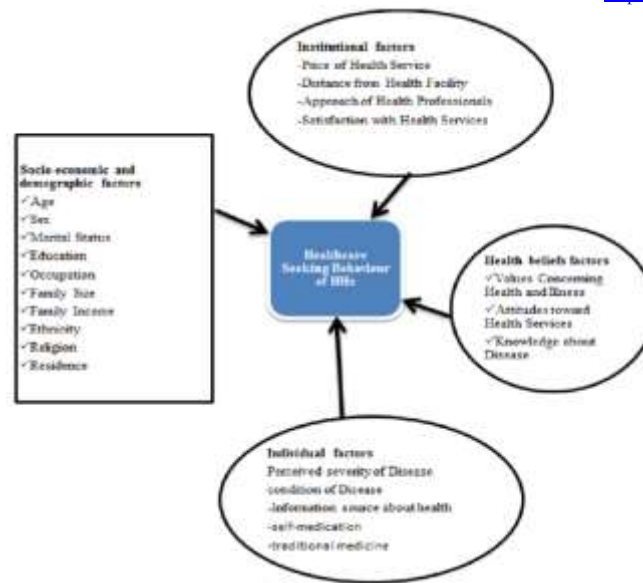 Institutional factors
-Price of Health Service
-Distance from Health Facility
-Approach of Health Professionals
-Satisfaction with Health Services
Socio-economic and
demographic factors
✓Age
✓Sex
✓Marital Status
✓Education
✓Occupation
✓Family Size
✓Family Income
✓Ethnicity
✓Religion
✓Residence
Healthcare
Seeking Behaviour
of HHs
Health beliefs factors
✓Values Concerning
Health and Illness
✓Attitudes toward
Health Services
✓Knowledge about
Disease
Individual factors
Perceived severity of Disease
-condition of Disease
-Information source about health
-self-medication
-traditional medicine